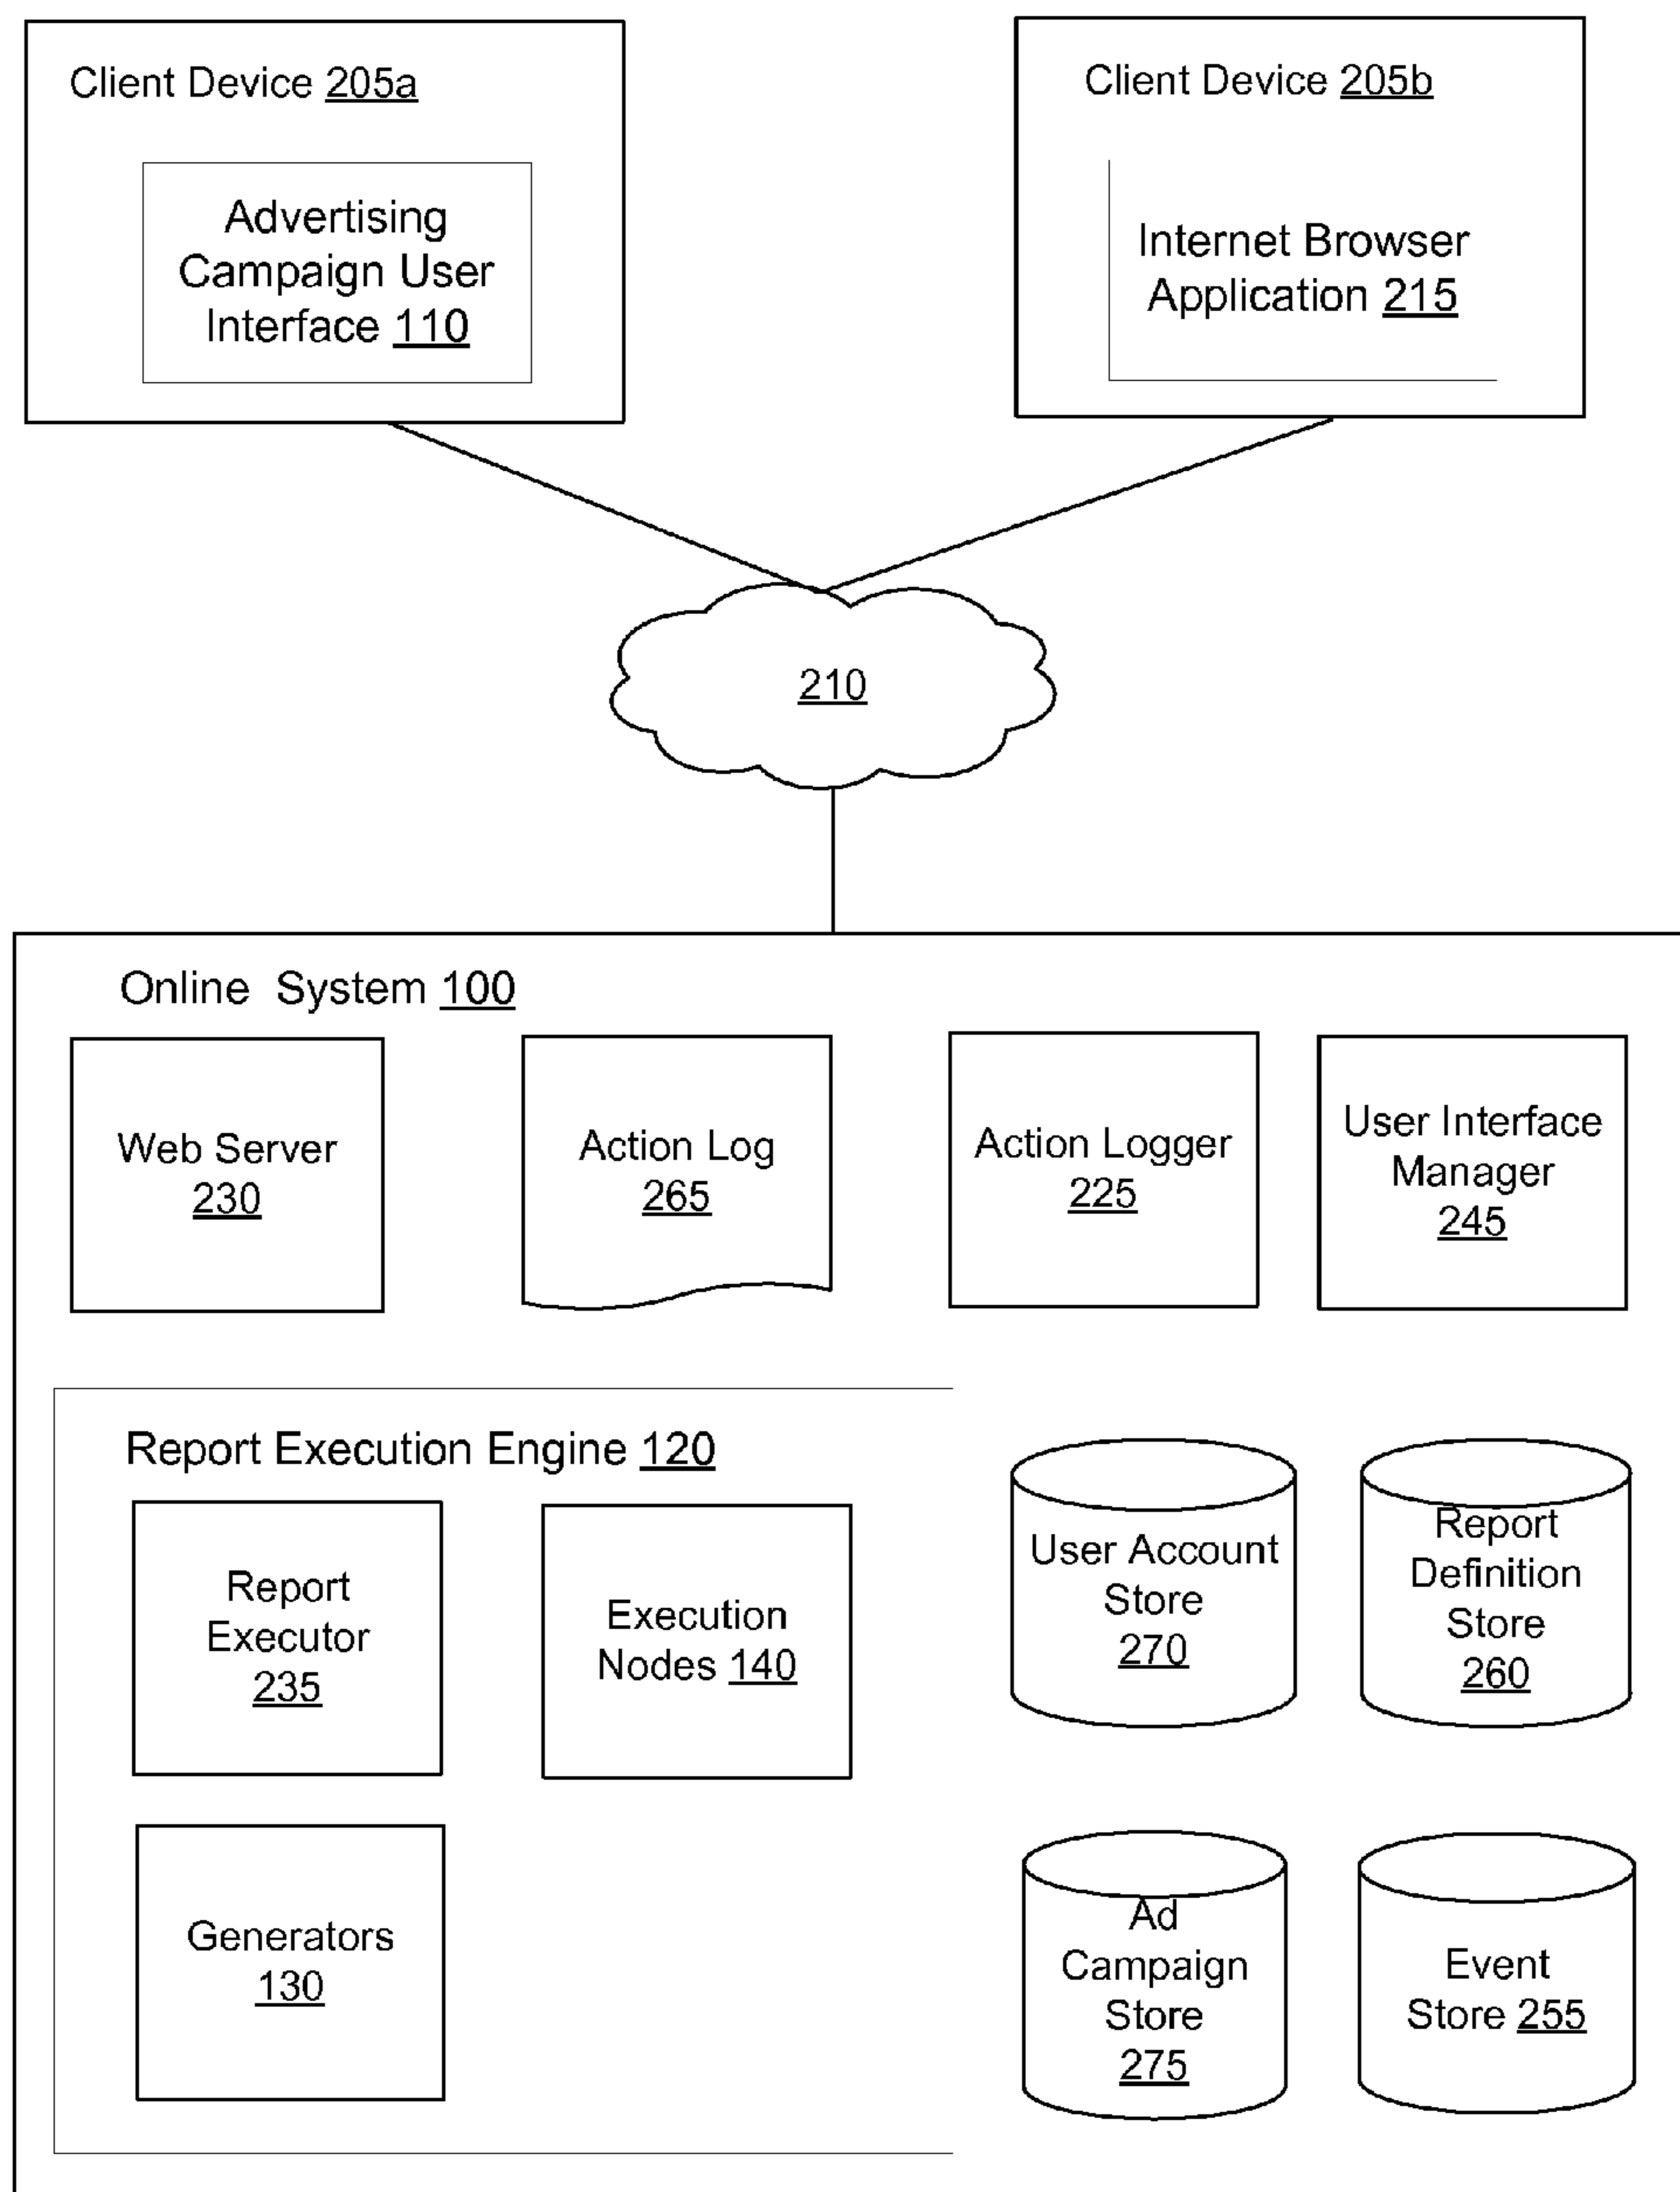 Client Device 205a
Advertising
Campaign User
Interface 110
Client Device 205b
Internet Browser
Application 215
210
Online System 100
Web Server
230
Action Log
265
Action Logger
225
User Interface
Manager
245
Report Execution Engine 120
Report
Executor
235
Execution
Nodes 140
Generators
130
User Account
Store
270
Report
Definition
Store
260
Ad
Campaign
Store
275
Event
Store 255